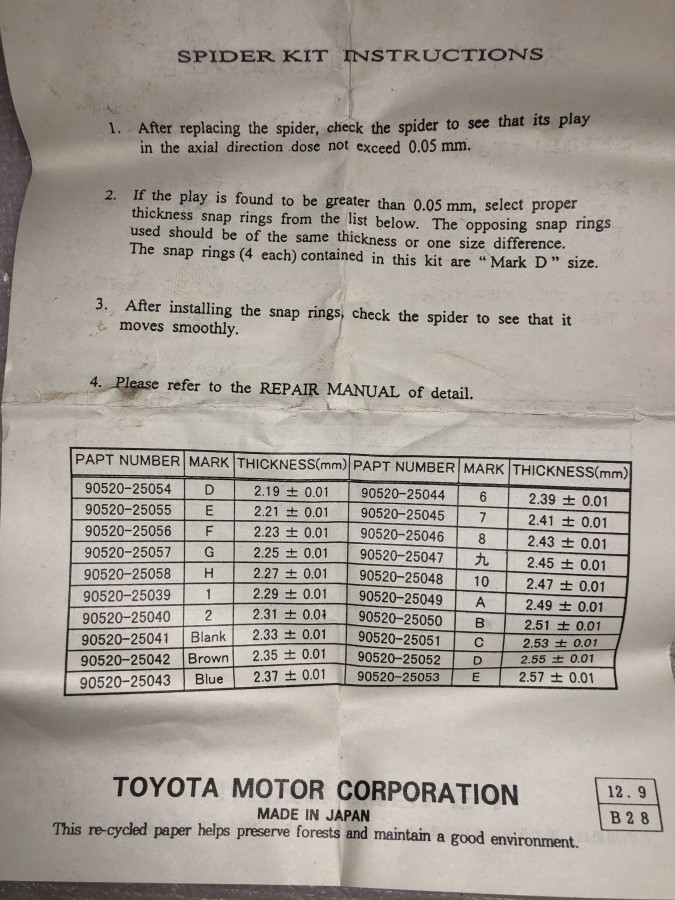 SPIDER KIT INSTRUCTIONS
1. After replacing the spider, check the spider to see that its play
in the axial direction dose not exceed 0.05 mm.
2. If the play is found to be greater than 0.05 mm, select proper
thickness snap rings from the list below. The opposing snap rings
used should be of the same thickness or one size difference.
The snap rings (4 each) contained in this kit are “Mark D” size.
3. After installing the snap rings, check the spider to see that it
moves smoothly.
4. Please refer to the REPAIR MANUAL of detail.
PAPT NUMBER MARK THICKNESS(mm) PAPT NUMBER MARK THICKNESS(mm)
90520-25054 D 2.19 ± 0.01 90520-25044 6 2.39 ± 0.01
90520-25055 E 2.21 ± 0.01 90520-25045 7 2.41 ± 0.01
90520-25056 F 2.23 ± 0.01 90520-25046 8 2.43 ± 0.01
90520-25057 G 2.25 ± 0.01 90520-25047 九 2.45 ± 0.01
90520-25058 H 2.27 ± 0.01 90520-25048 10 2.47 ± 0.01
90520-25039 1 2.29 ± 0.01 90520-25049 A 2.49 ± 0.01
90520-25040 2 2.31 ± 0.01 90520-25050 B 2.51 ± 0.01
90520-25041 Blank 2.33 ± 0.01 90520-25051 C 2.53 ± 0.01
90520-25042 Brown 2.35 ± 0.01 90520-25052 D 2.55 ± 0.01
90520-25043 Blue 2.37 ± 0.01 90520-25053 E 2.57 ± 0.01
TOYOTA MOTOR CORPORATION
MADE IN JAPAN
This re-cycled paper helps preserve forests and maintain a good environment.
12. 9
B 2 8